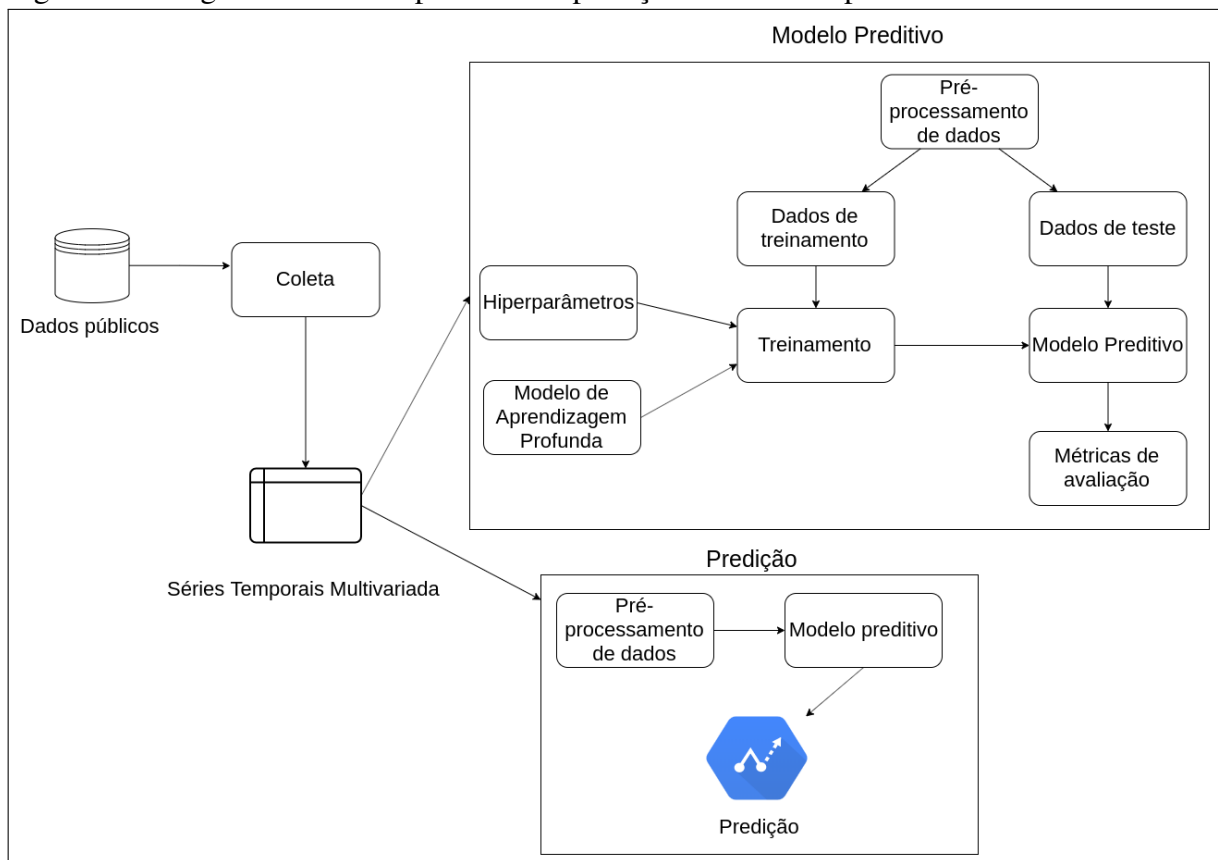 Modelo Preditivo
Pré-
processamento
de dados
Dados de
treinamento
Dados de teste
Coleta
Dados públicos
Hiperparâmetros
Treinamento
Modelo Preditivo
Modelo de
Aprendizagem
Profunda
Métricas de
avaliação
Séries Temporais Multivariada
Predição
Pré-
processamento
de dados
Modelo preditivo
Predição